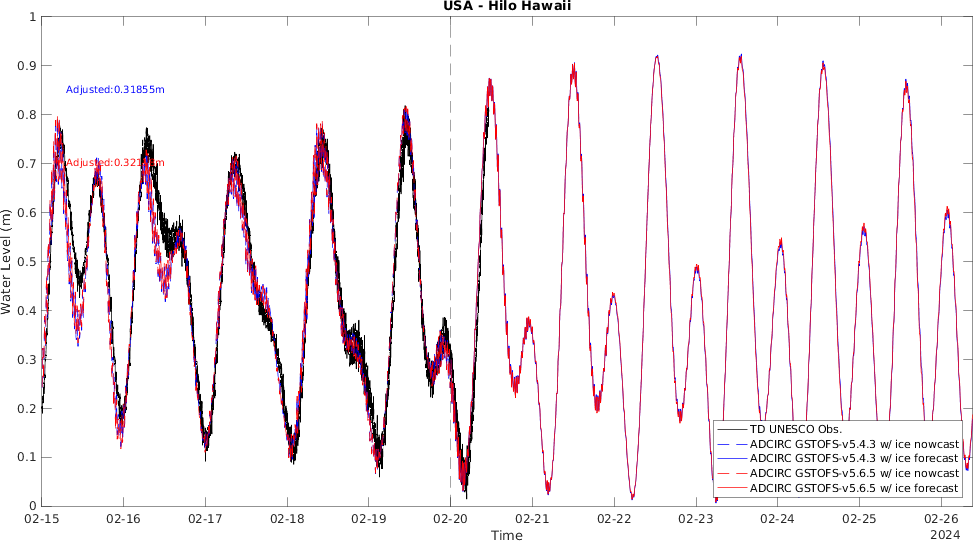 USA - Hilo Hawaii
1
0.9
0.8
0.7
0.6
0.5
0.4
0.3
0.2
0.1
0
Water Level (m)
Adjusted:0.31855m
TD UNESCO Obs.
ADCIRC GSTOFS-v5.4.3 w/ ice nowcast
ADCIRC GSTOFS-v5.4.3 w/ ice forecast
ADCIRC GSTOFS-v5.6.5 w/ ice nowcast
ADCIRC GSTOFS-v5.6.5 w/ ice forecast
02-15 02-16 02-17 02-18 02-19 02-20 02-21 02-22 02-23 02-24 02-25 02-26
Time
2024